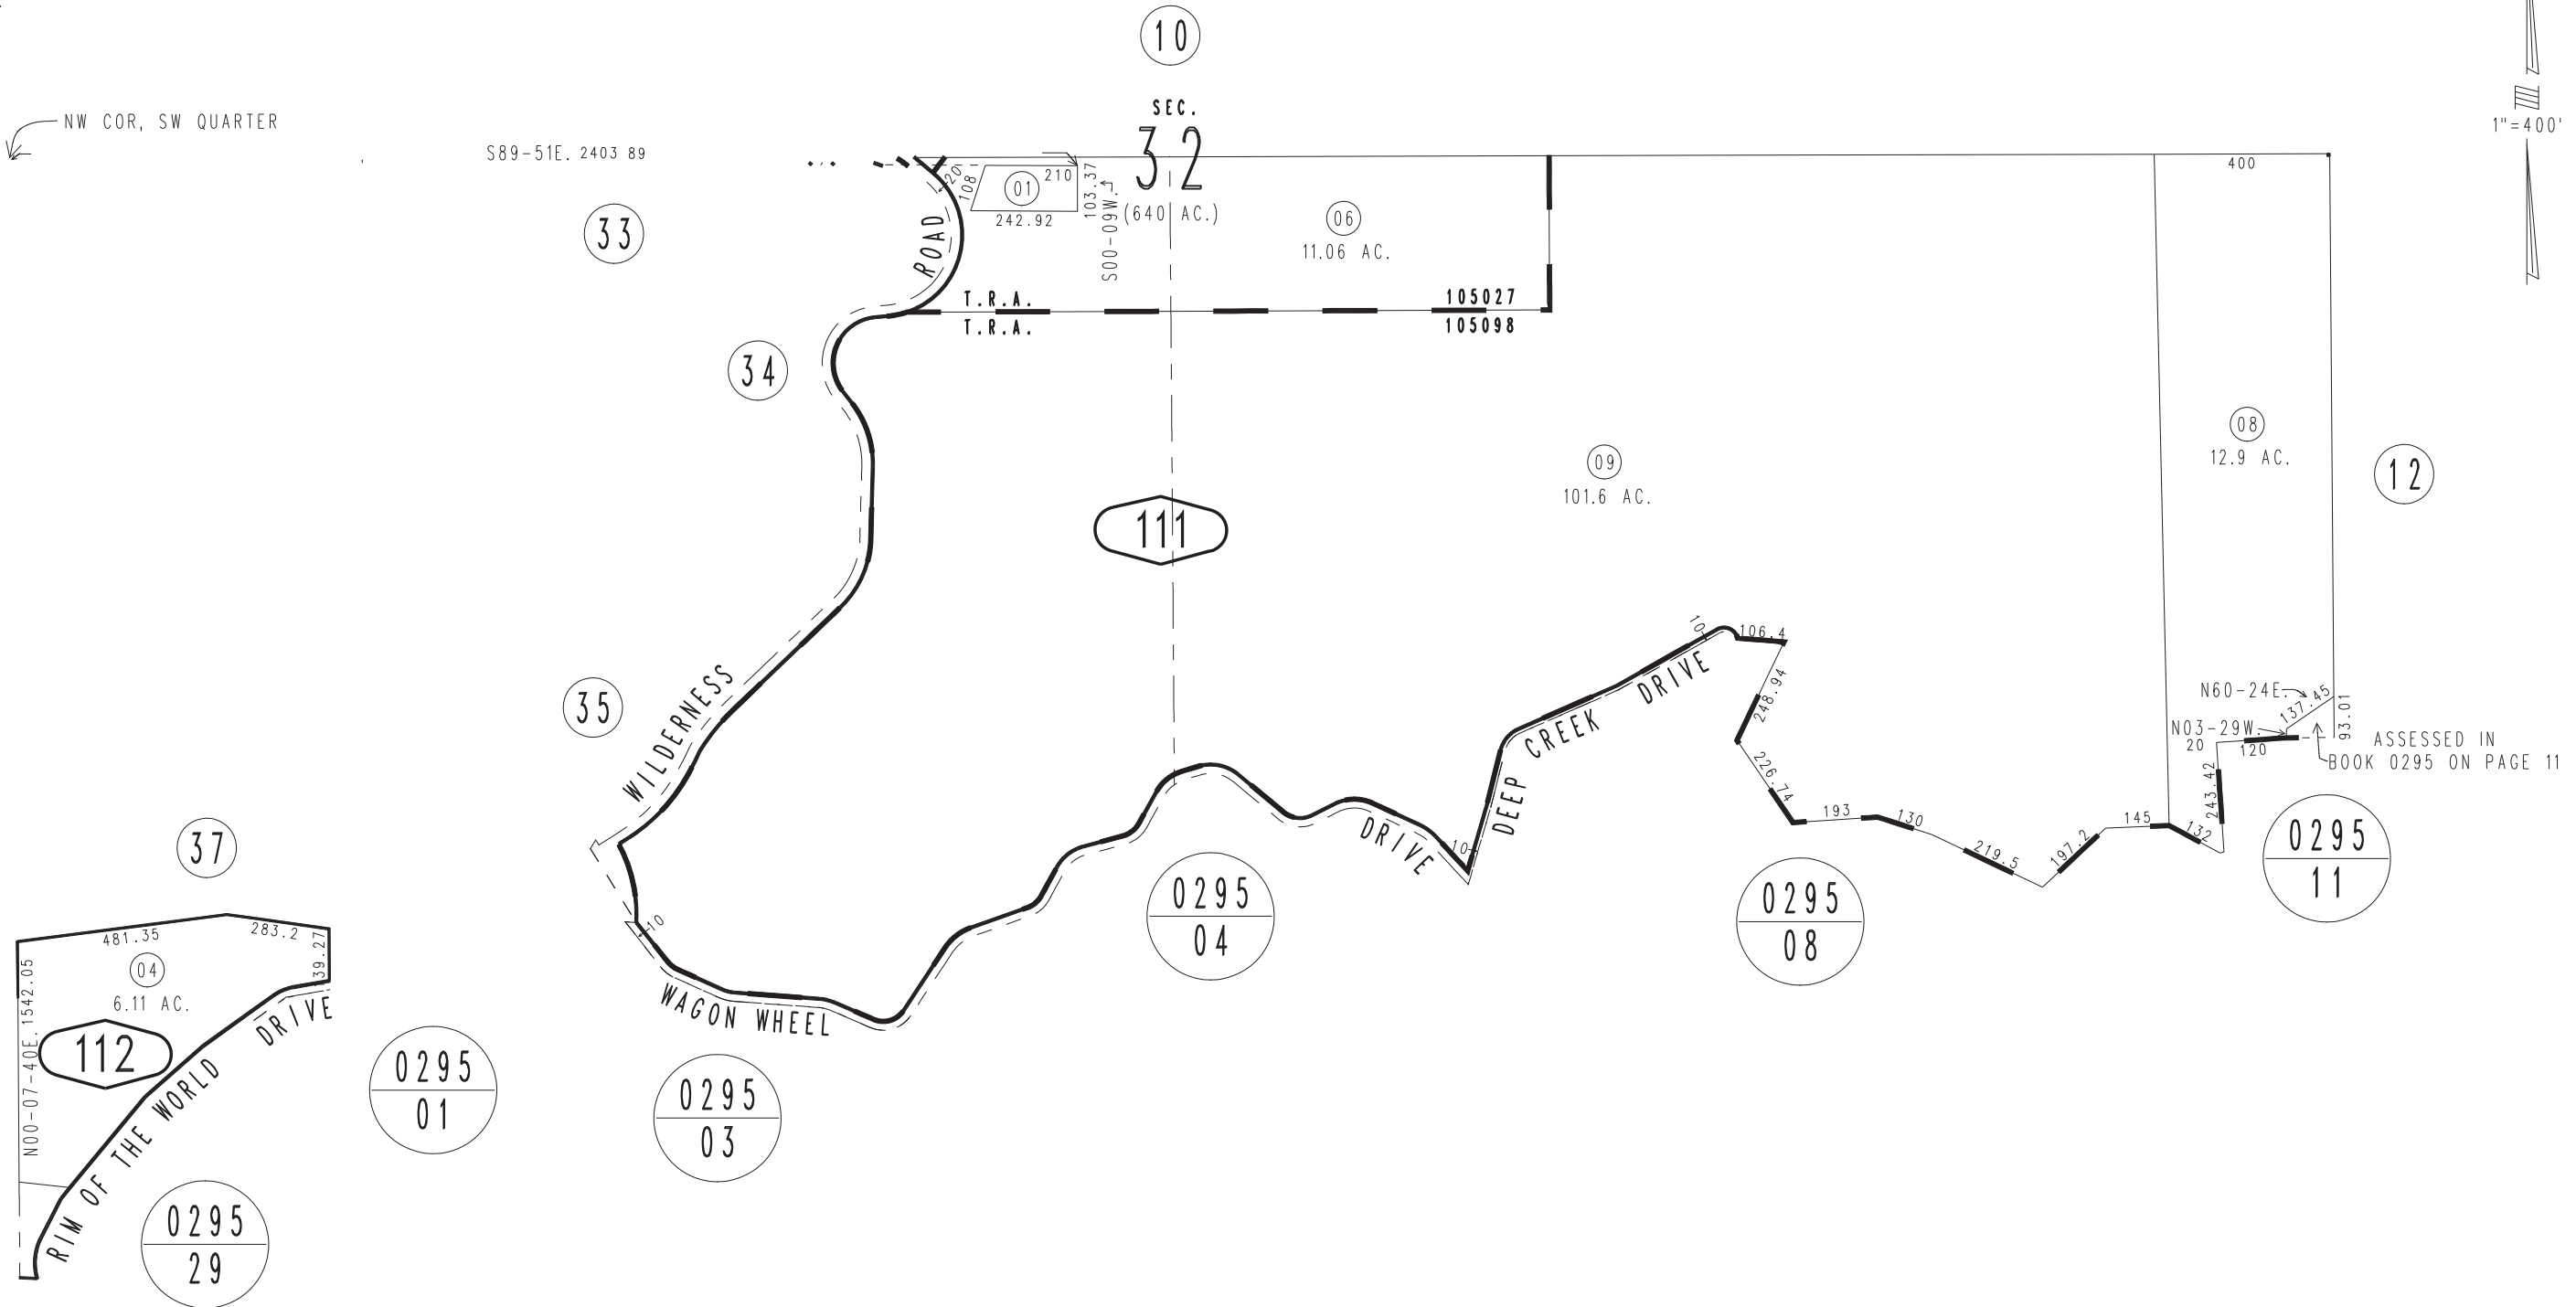 10
SEC.
32
(640 AC.)
NW COR, SW QUARTER
1"=400'
S89-51E. 2403 89
20
108
01
210
242.92
103.37
S00-09W.
06
11.06 AC.
400
33
ROAD
T.R.A. 105027
T.R.A. 105098
34
08
12.9 AC.
09
101.6 AC.
12
111
10
106.4
248.94
226.74
193
130
219.5
197.2
145
132
243.42
N60-24E.
137.45
93.01
N03-29W.
20
120
ASSESSED IN
BOOK 0295 ON PAGE 11
35
WILDERNESS
DEEP CREEK DRIVE
10
DRIVE
10
WAGON WHEEL
37
481.35
283.2
39.27
04
6.11 AC.
N00-07-40E. 1542.05
112
RIM OF THE WORLD DRIVE
0295
01
0295
03
0295
04
0295
08
0295
11
0295
29